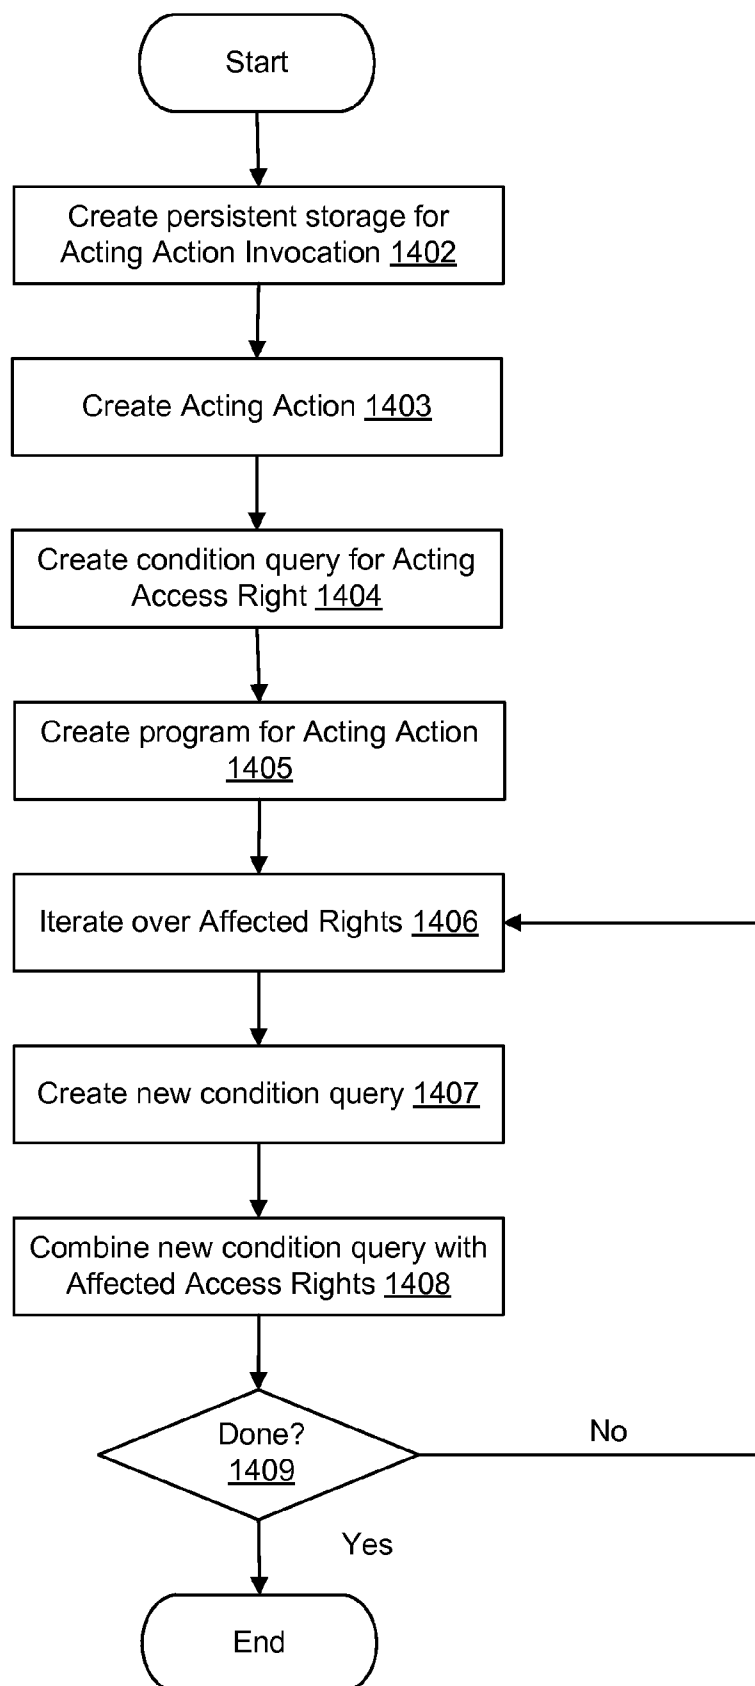 Start
Create persistent storage for
Acting Action Invocation 1402
Create Acting Action 1403
Create condition query for Acting
Access Right 1404
Create program for Acting Action
1405
Iterate over Affected Rights 1406
Create new condition query 1407
Combine new condition query with
Affected Access Rights 1408
Done?
1409
No
Yes
End